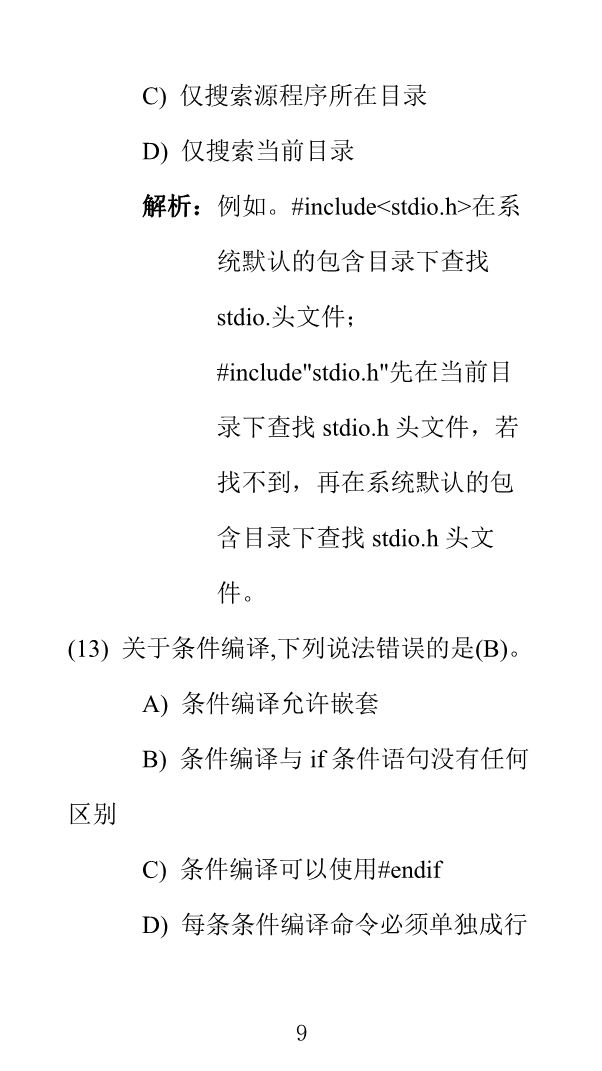 C) 仅搜索源程序所在目录
D) 仅搜索当前目录
解析：例如。#include<stdio.h>在系
统默认的包含目录下查找
stdio.头文件；
#include"stdio.h"先在当前目
录下查找 stdio.h 头文件，若
找不到，再在系统默认的包
含目录下查找 stdio.h 头文
件。
(13) 关于条件编译,下列说法错误的是(B)。
A) 条件编译允许嵌套
B) 条件编译与 if 条件语句没有任何
区别
C) 条件编译可以使用#endif
D) 每条条件编译命令必须单独成行
9